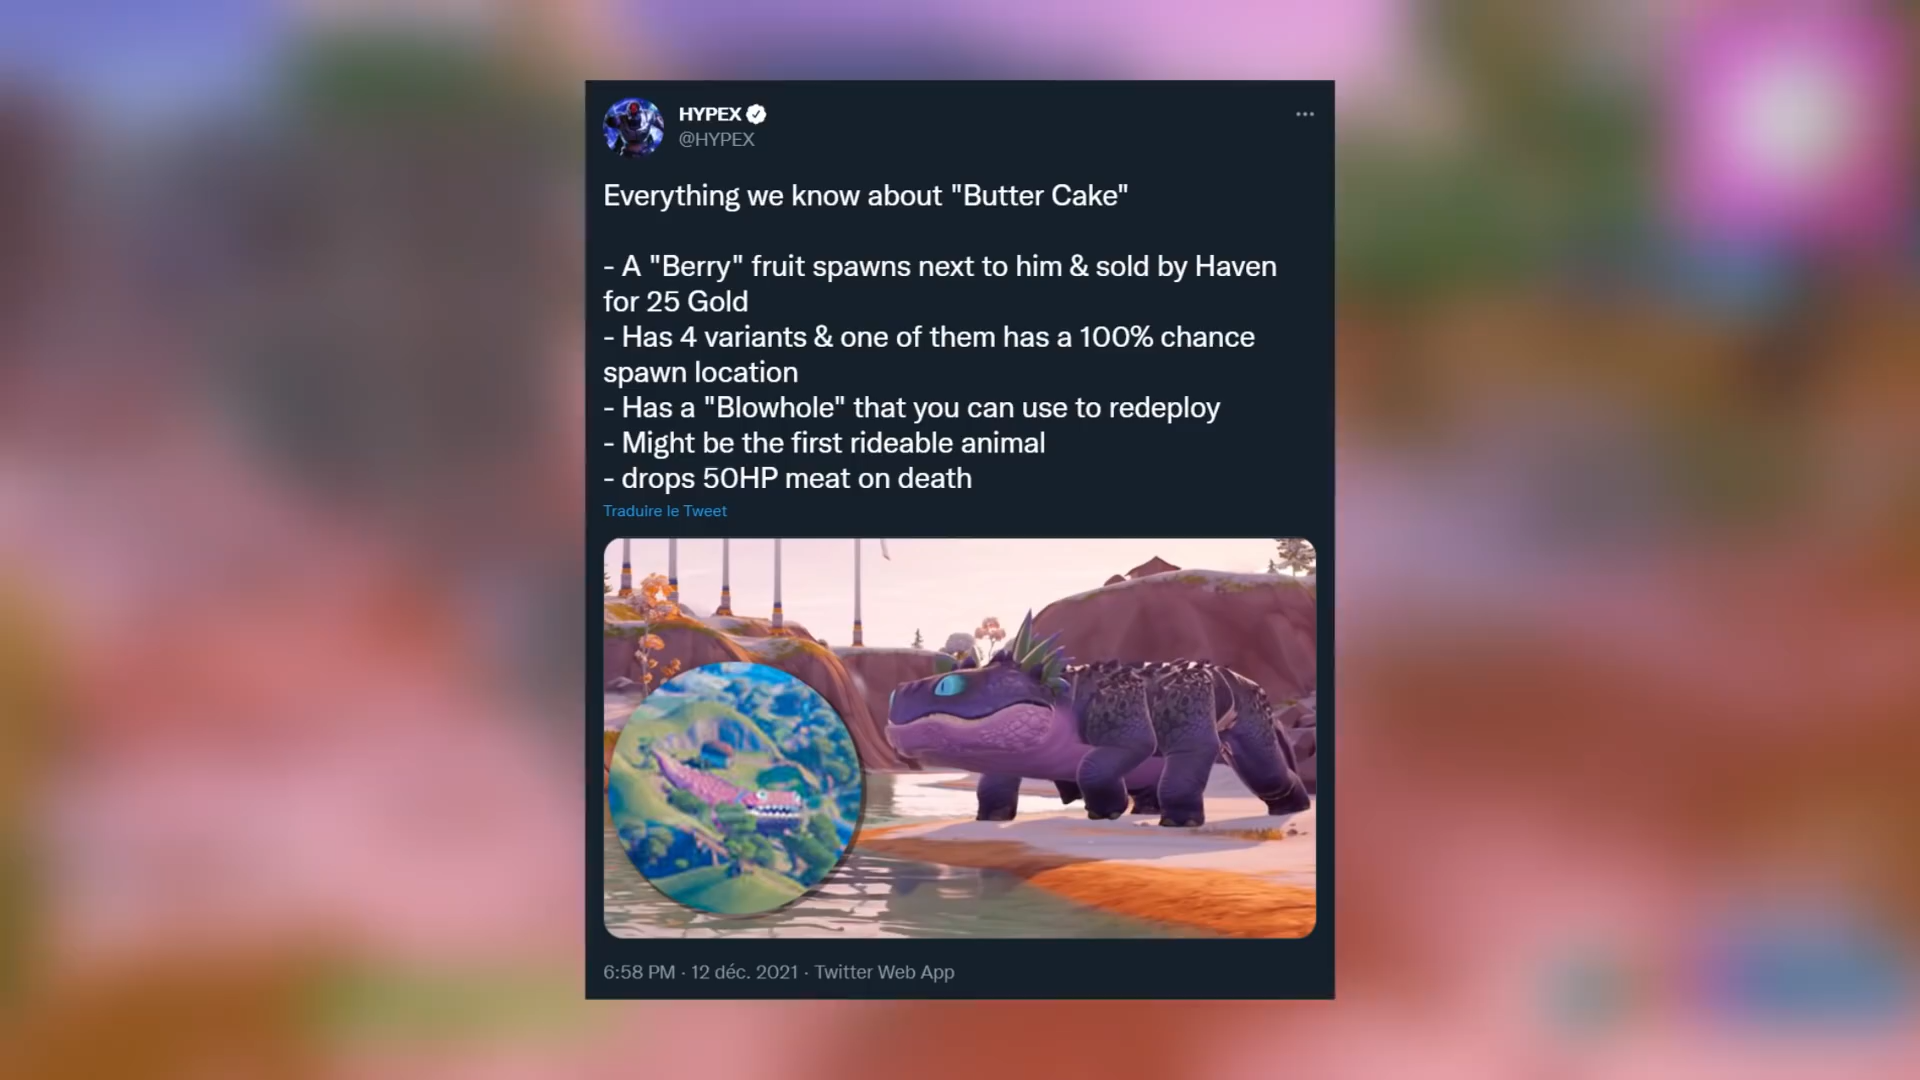 HYPEX
@HYPEX
Everything we know about "Butter Cake"
- A "Berry" fruit spawns next to him & sold by Haven
for 25 Gold
- Has 4 variants & one of them has a 100% chance
spawn location
- Has a "Blowhole" that you can use to redeploy
- Might be the first rideable animal
- drops 50HP meat on death
Traduire le Tweet
6:58 PM · 12 déc. 2021 · Twitter Web App